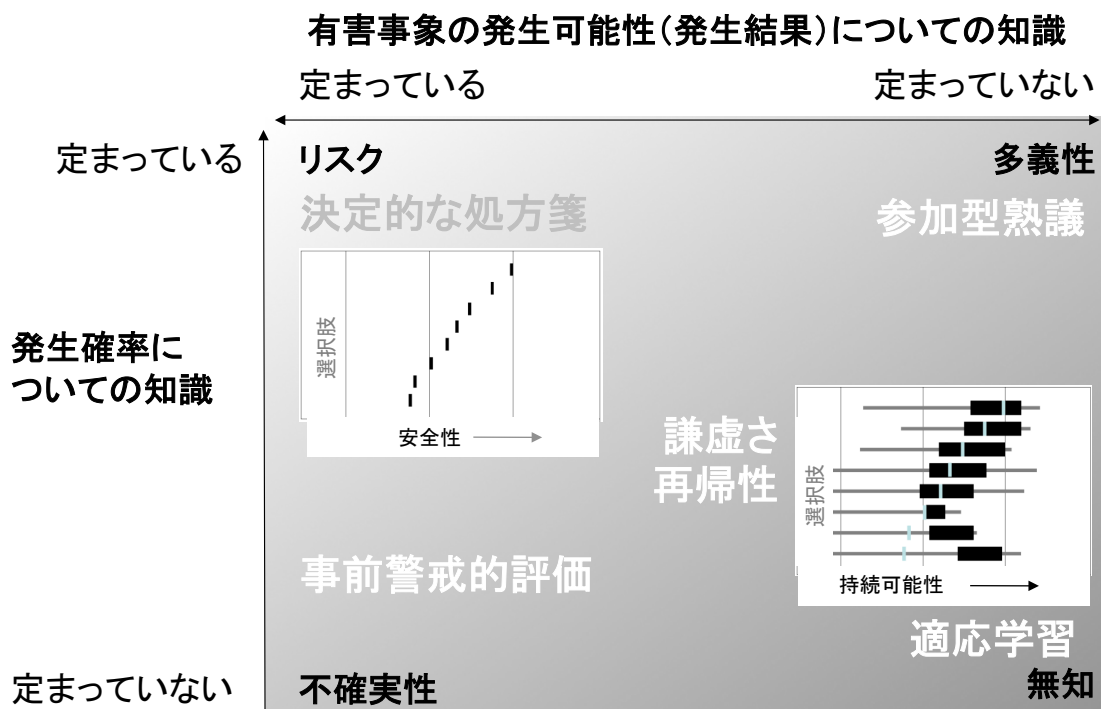 有害事象の発生可能性(発生結果)についての知識
定まっている
定まっていない
定まっている
リスク
多義性
決定的な処方箋
参加型熟議
選択肢
安全性
発生確率に
ついての知識
謙虚さ
再帰性
選択肢
持続可能性
事前警戒的評価
適応学習
定まっていない
不確実性
無知